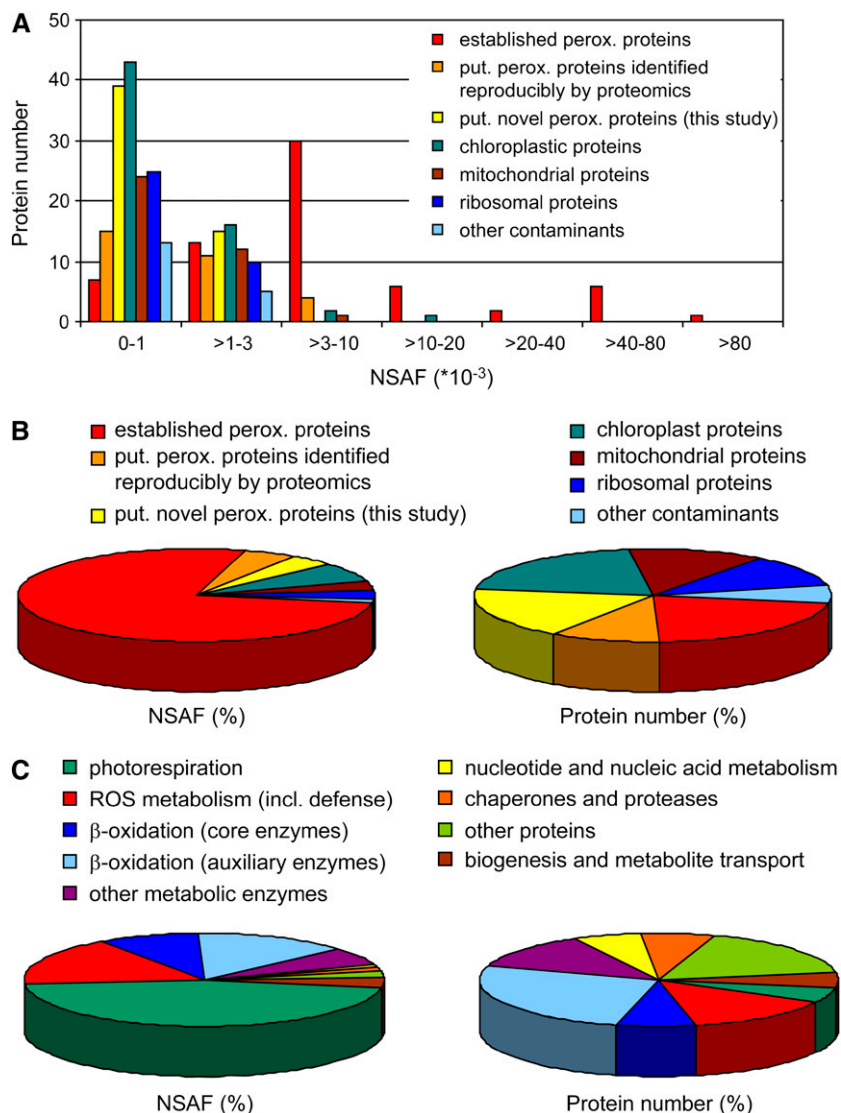 A
50
40
30
20
10
0
Protein number
established perox. proteins
put. perox. proteins identified
reproducibly by proteomics
put. novel perox. proteins (this study)
chloroplastic proteins
mitochondrial proteins
ribosomal proteins
other contaminants
0-1 >1-3 >3-10 >10-20 >20-40 >40-80 >80
NSAF (*10-3)
B
established perox. proteins
put. perox. proteins identified
reproducibly by proteomics
put. novel perox. proteins (this study)
chloroplast proteins
mitochondrial proteins
ribosomal proteins
other contaminants
NSAF (%)
Protein number (%)
C
photorespiration
ROS metabolism (incl. defense)
β-oxidation (core enzymes)
β-oxidation (auxiliary enzymes)
other metabolic enzymes
nucleotide and nucleic acid metabolism
chaperones and proteases
other proteins
biogenesis and metabolite transport
NSAF (%)
Protein number (%)